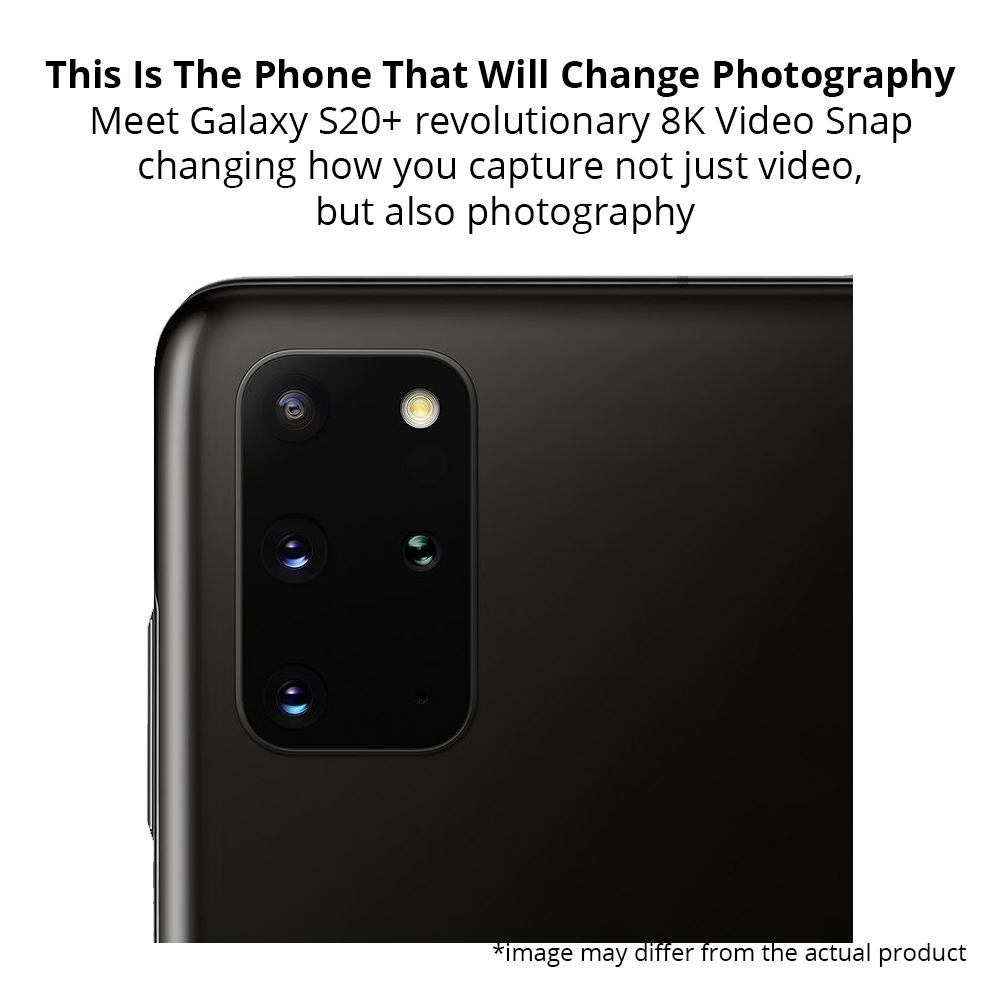 This Is The Phone That Will Change Photography
Meet Galaxy S20+ revolutionary 8K Video Snap
changing how you capture not just video,
but also photography
*image may differ from the actual product